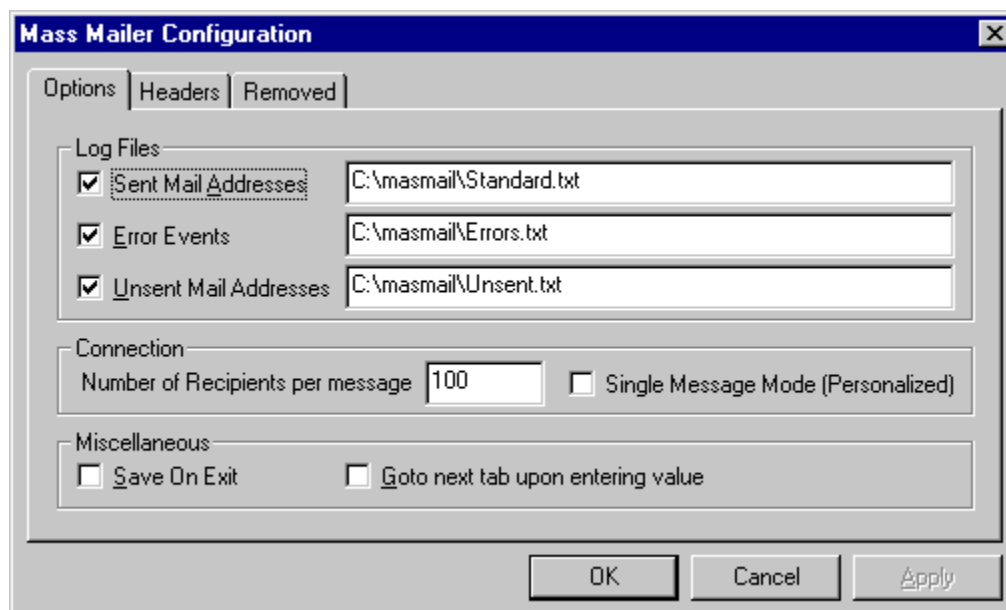 Mass Mailer Configuration
Options Headers Removed
Log Files
Sent Mail Addresses C:\masmail\Standard.txt
Error Events C:\masmail\Errors.txt
Unsent Mail Addresses C:\masmail\Unsent.txt
Connection
Number of Recipients per message 100 Single Message Mode (Personalized)
Miscellaneous
Save On Exit Goto next tab upon entering value
OK Cancel Apply